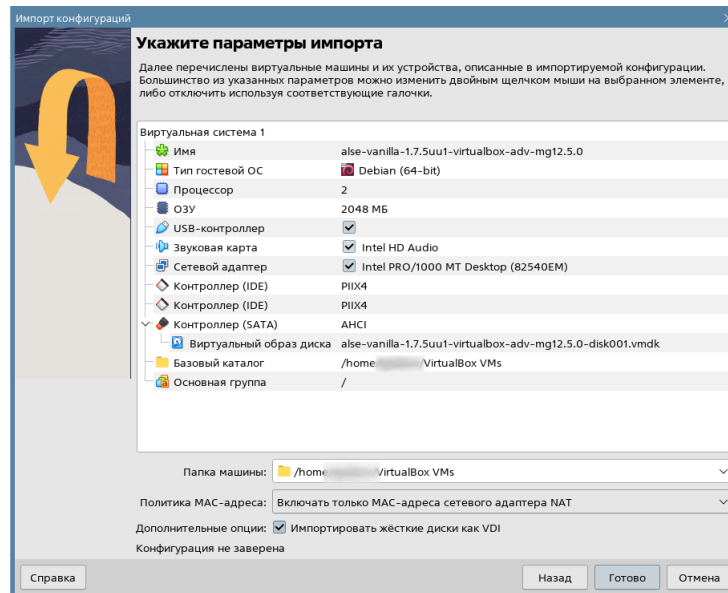 Импорт конфигураций
Укажите параметры импорта
Далее перечислены виртуальные машины и их устройства, описанные в импортируемой конфигурации.
Большинство из указанных параметров можно изменить двойным щелчком мыши на выбранном элементе,
либо отключить используя соответствующие галочки.
Виртуальная система 1
Имя alse-vanilla-1.7.5uu1-virtualbox-adv-mg12.5.0
Тип гостевой ОС Debian (64-bit)
Процессор 2
ОЗУ 2048 МБ
USB-контроллер
Звуковая карта Intel HD Audio
Сетевой адаптер Intel PRO/1000 MT Desktop (82540EM)
Контроллер (IDE) PIIX4
Контроллер (IDE) PIIX4
Контроллер (SATA) AHCI
Виртуальный образ диска alse-vanilla-1.7.5uu1-virtualbox-adv-mg12.5.0-disk001.vmdk
Базовый каталог /home /VirtualBox VMs
Основная группа /
Папка машины: /home /VirtualBox VMs
Политика MAC-адреса: Включать только MAC-адреса сетевого адаптера NAT
Дополнительные опции: Импортировать жёсткие диски как VDI
Конфигурация не заверена
Справка Назад Готово Отмена